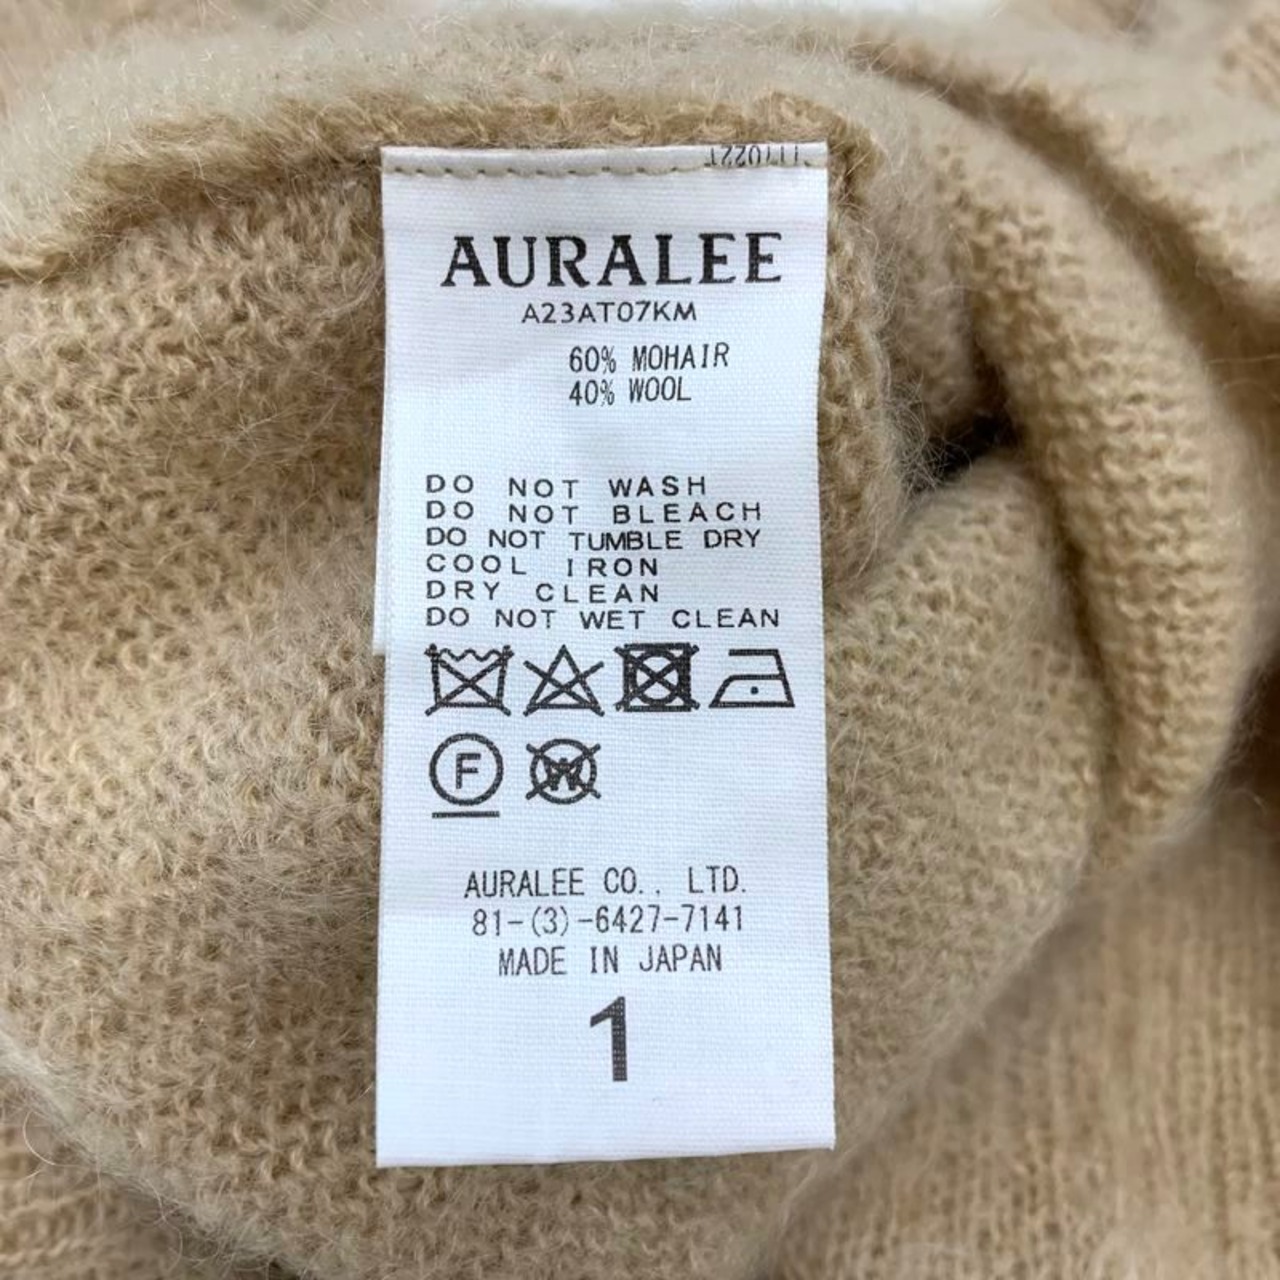 AURALEE
A23AT07KM
60% MOHAIR
40% WOOL
DO NOT WASH
DO NOT BLEACH
DO NOT TUMBLE DRY
COOL IRON
DRY CLEAN
DO NOT WET CLEAN
F W
AURALEE CO., LTD.
81-(3)-6427-7141
MADE IN JAPAN
1